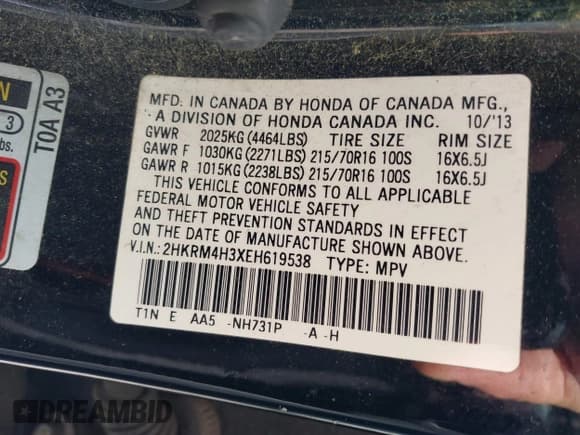 N
3
bs.
S
TOA A3
MFD. IN CANADA BY HONDA OF CANADA MFG.,
A DIVISION OF HONDA CANADA INC. 10/'13
GVWR 2025KG (4464LBS) TIRE SIZE RIM SIZE
GAWR F 1030KG (2271LBS) 215/70R16 100S 16X6.5J
GAWR R 1015KG (2238LBS) 215/70R16 100S 16X6.5J
THIS VEHICLE CONFORMS TO ALL APPLICABLE
FEDERAL MOTOR VEHICLE SAFETY
AND THEFT PREVENTION STANDARDS IN EFFECT
ON THE DATE OF MANUFACTURE SHOWN ABOVE.
V.I.N.: 2HKRM4H3XEH619538 TYPE: MPV
T1N E AA5 -NH731P -A -H
DREAMBID